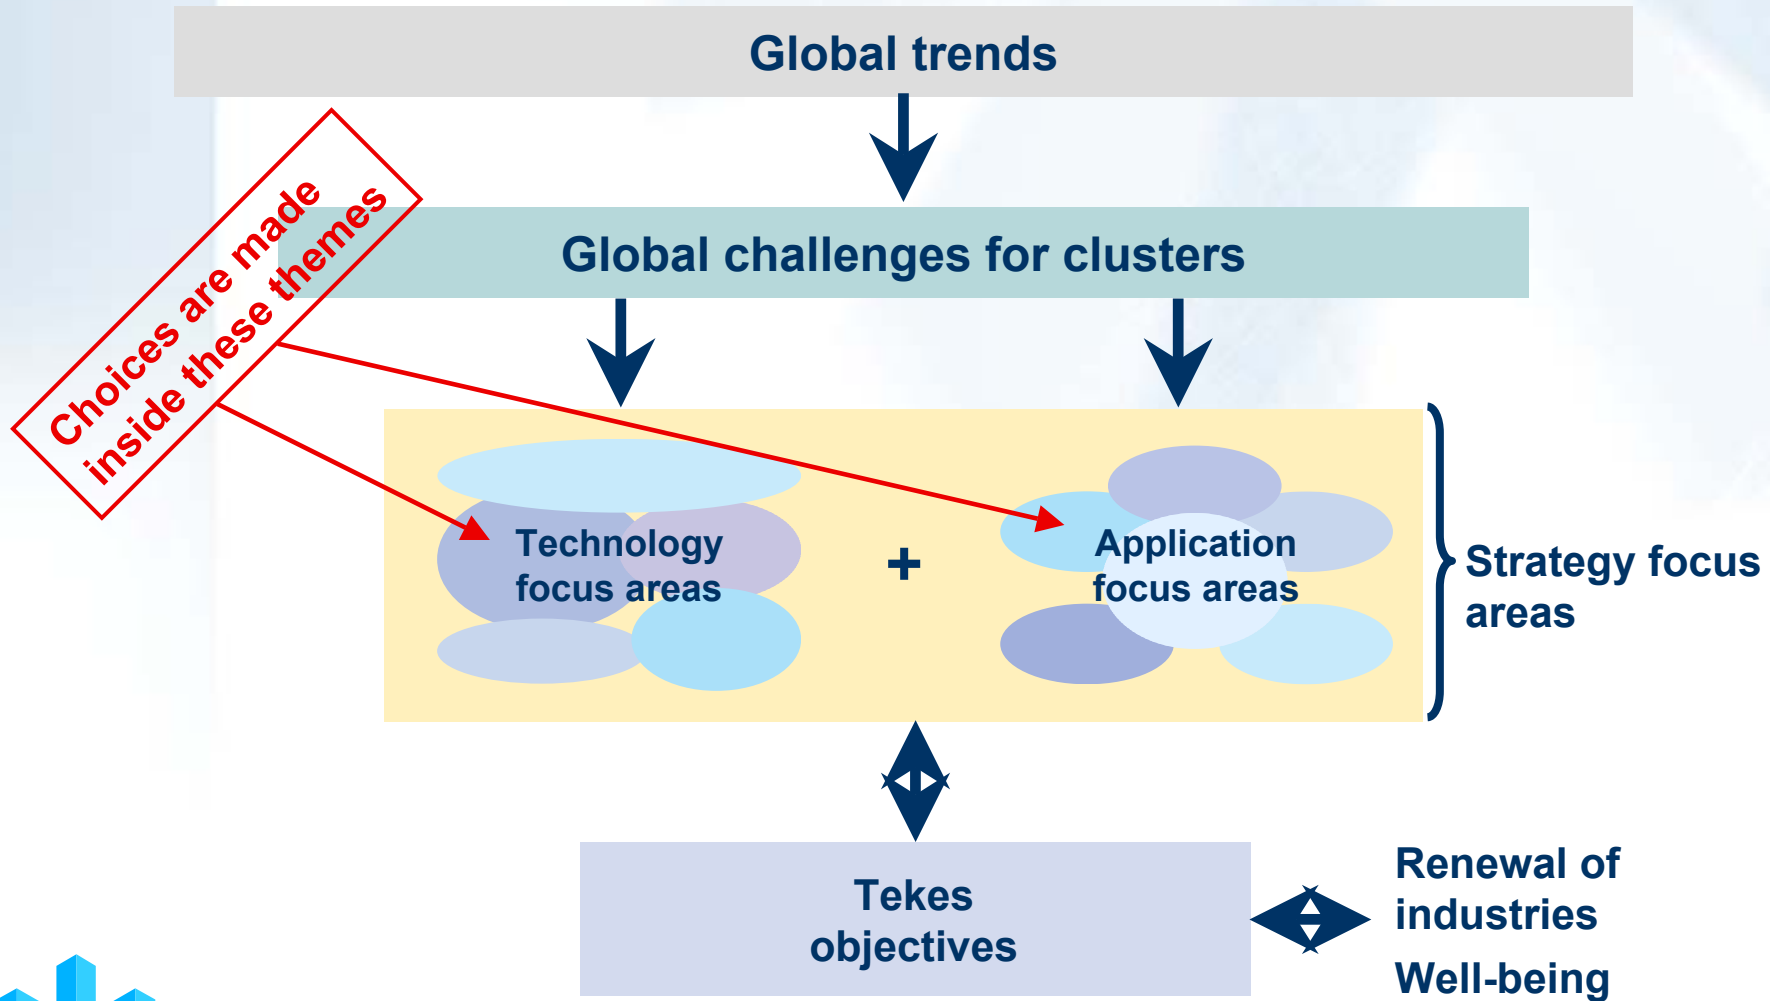 Global trends
Choices are made
inside these themes
Global challenges for clusters
Technology
focus areas
+
Application
focus areas
Strategy focus
areas
Tekes
objectives
Renewal of
industries
Well-being